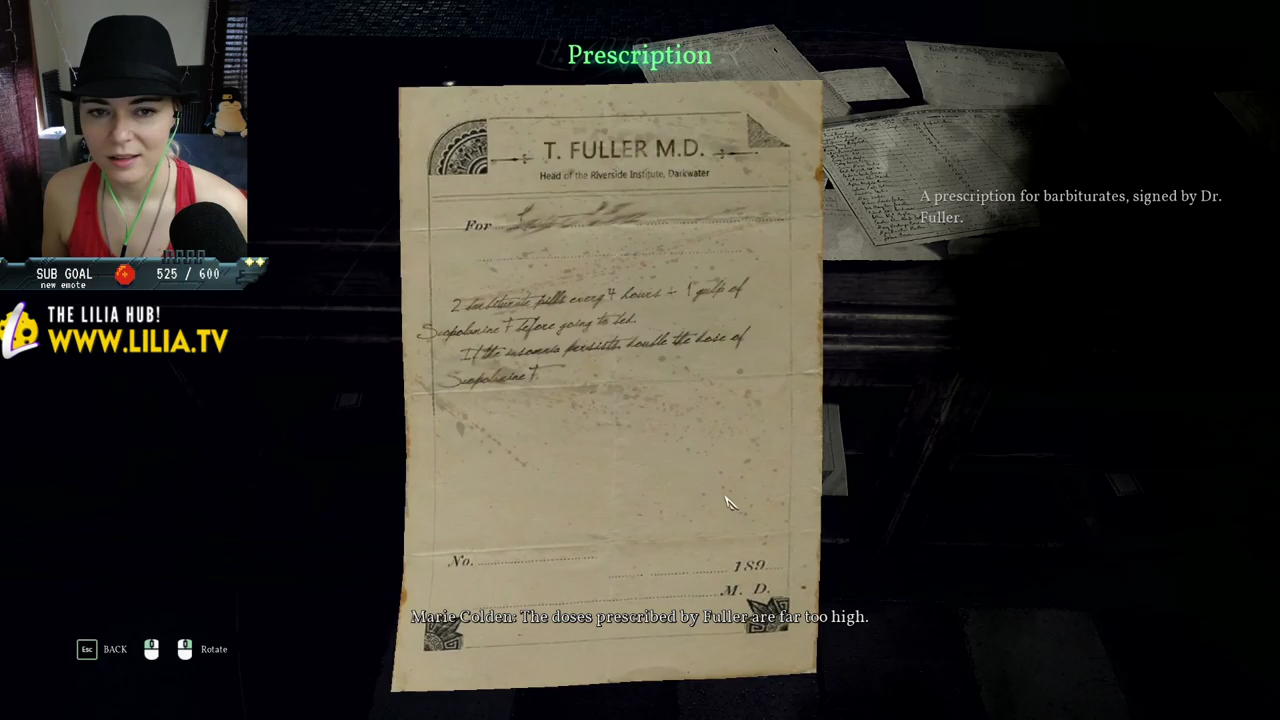 Prescription
T. FULLER M.D.
Head of the Riverside Institute, Darkwater
For
2 barbiturate pills every 4 hours ÷ 1 gulp of
Scopolamine T before going to bed.
If the insomnia persists, double the dose of
Scopolamine T.
No.
189
M. D.
A prescription for barbiturates, signed by Dr.
Fuller.
Marie Colden: The doses prescribed by Fuller are far too high.
SUB GOAL 525 / 600
new emote
THE LILIA HUB!
WWW.LILIA.TV
Esc BACK Rotate